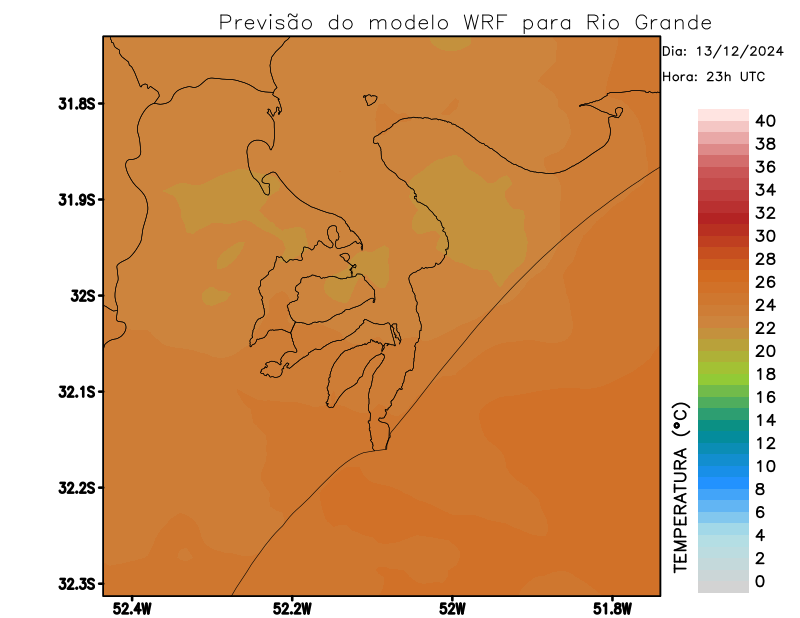 Previsão do modelo WRF para Rio Grande
Dia: 13/12/2024
Hora: 23h UTC
31.8S
31.9S
32S
32.1S
32.2S
32.3S
52.4W
52.2W
52W
51.8W
40
38
36
34
32
30
28
26
24
22
20
18
16
14
12
10
8
6
4
2
0
TEMPERATURA (°C)